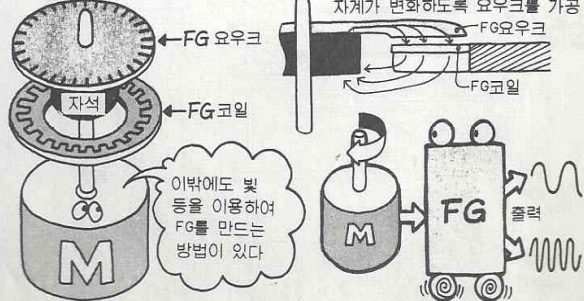 자계가 변화하도록 요우크를 가공
FG 요우크
FG요우크
자석
FG코일
FG코일
이밖에도 빛
등을 이용하여
FG를 만드는
방법이 있다
M
M
FG
출력